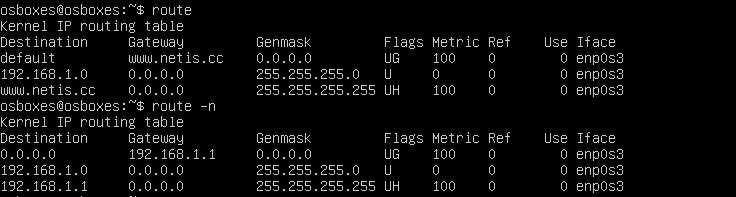 osboxes@osboxes:~$ route
Kernel IP routing table
Destination     Gateway         Genmask         Flags Metric Ref    Use Iface
default         www.netis.cc    0.0.0.0         UG    100    0        0 enp0s3
192.168.1.0     0.0.0.0         255.255.255.0   U     0      0        0 enp0s3
www.netis.cc    0.0.0.0         255.255.255.255 UH    100    0        0 enp0s3
osboxes@osboxes:~$ route -n
Kernel IP routing table
Destination     Gateway         Genmask         Flags Metric Ref    Use Iface
0.0.0.0         192.168.1.1     0.0.0.0         UG    100    0        0 enp0s3
192.168.1.0     0.0.0.0         255.255.255.0   U     0      0        0 enp0s3
192.168.1.1     0.0.0.0         255.255.255.255 UH    100    0        0 enp0s3